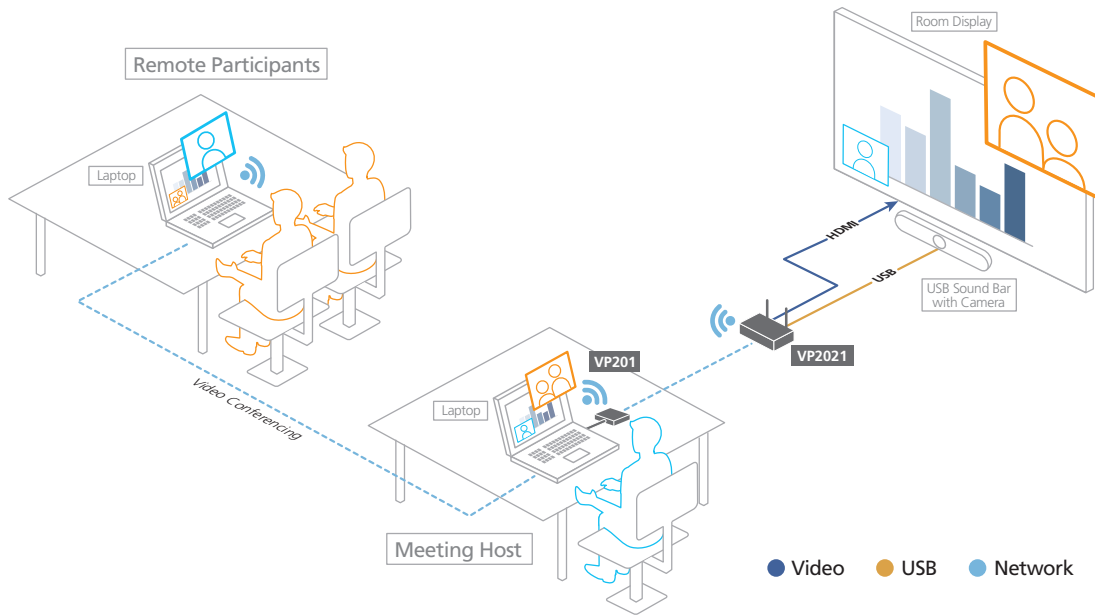 Room Display
Remote Participants
Laptop
HDMI
USB
USB Sound Bar
with Camera
VP2021
VP201
Laptop
Video Conferencing
Meeting Host
Video
USB
Network